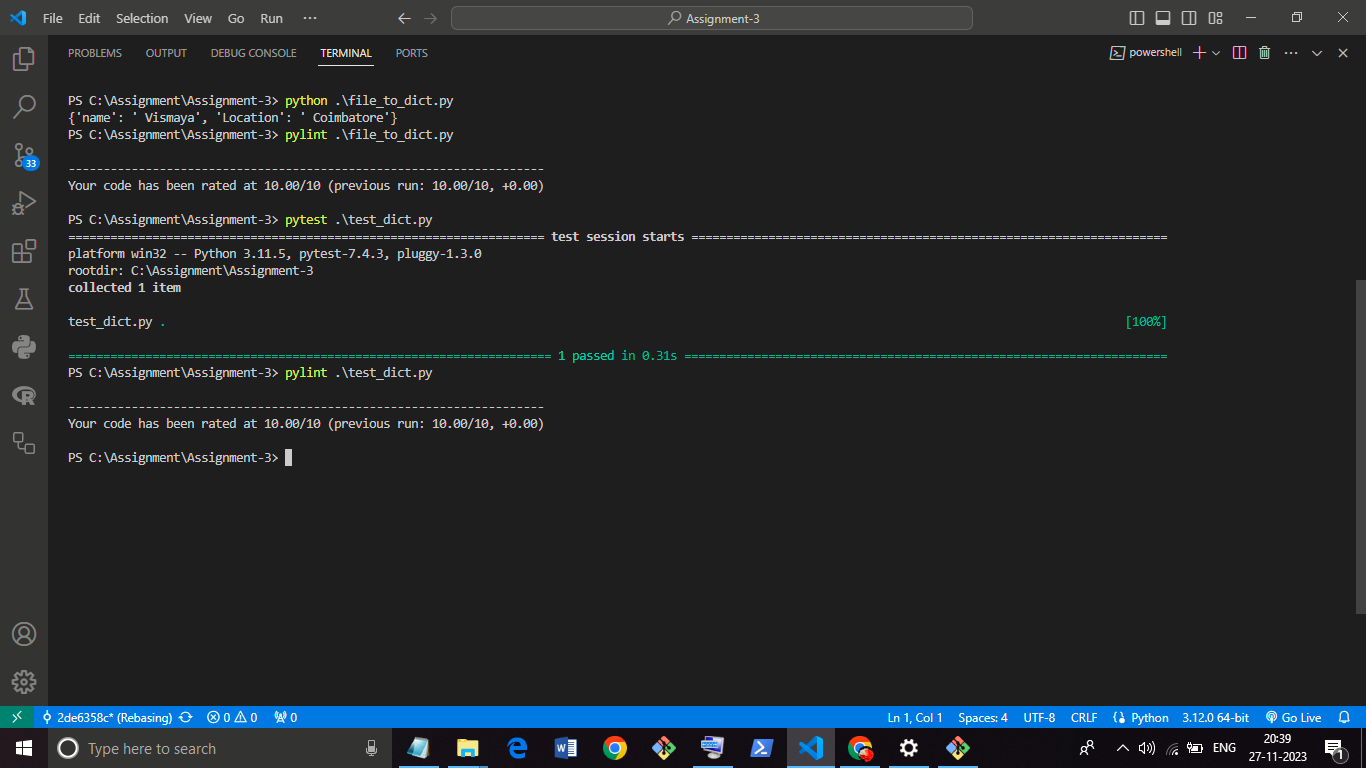 File Edit Selection View Go Run ··· Assignment-3
PROBLEMS OUTPUT DEBUG CONSOLE TERMINAL PORTS powershell
PS C:\Assignment\Assignment-3> python .\file_to_dict.py
{'name': ' Vismaya', 'Location': ' Coimbatore'}
PS C:\Assignment\Assignment-3> pylint .\file_to_dict.py
--------------------------------------------------------------------
Your code has been rated at 10.00/10 (previous run: 10.00/10, +0.00)
PS C:\Assignment\Assignment-3> pytest .\test_dict.py
==================================================================== test session starts ====================================================================
platform win32 -- Python 3.11.5, pytest-7.4.3, pluggy-1.3.0
rootdir: C:\Assignment\Assignment-3
collected 1 item
test_dict.py . [100%]
===================================================================== 1 passed in 0.31s =====================================================================
PS C:\Assignment\Assignment-3> pylint .\test_dict.py
--------------------------------------------------------------------
Your code has been rated at 10.00/10 (previous run: 10.00/10, +0.00)
PS C:\Assignment\Assignment-3>
33
2de6358c* (Rebasing) 0 0 0 Ln 1, Col 1 Spaces: 4 UTF-8 CRLF Python 3.12.0 64-bit Go Live
Type here to search ENG 20:39
27-11-2023 1